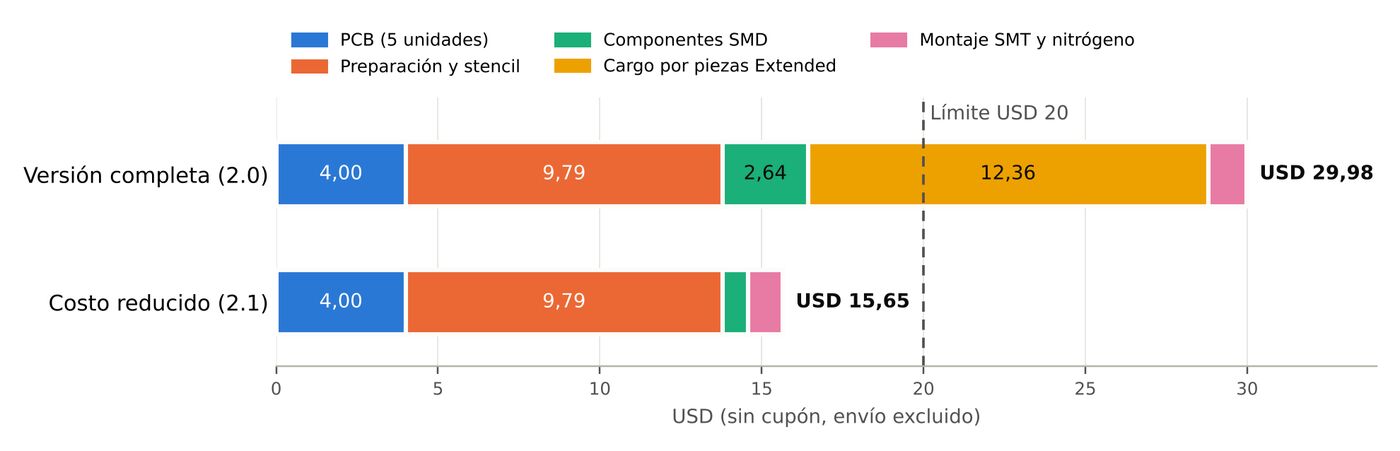 PCB (5 unidades) Componentes SMD Montaje SMT y nitrógeno
Preparación y stencil Cargo por piezas Extended
Límite USD 20
Versión completa (2.0) 4,00 9,79 2,64 12,36 USD 29,98
Costo reducido (2.1) 4,00 9,79 USD 15,65
0 5 10 15 20 25 30
USD (sin cupón, envío excluido)